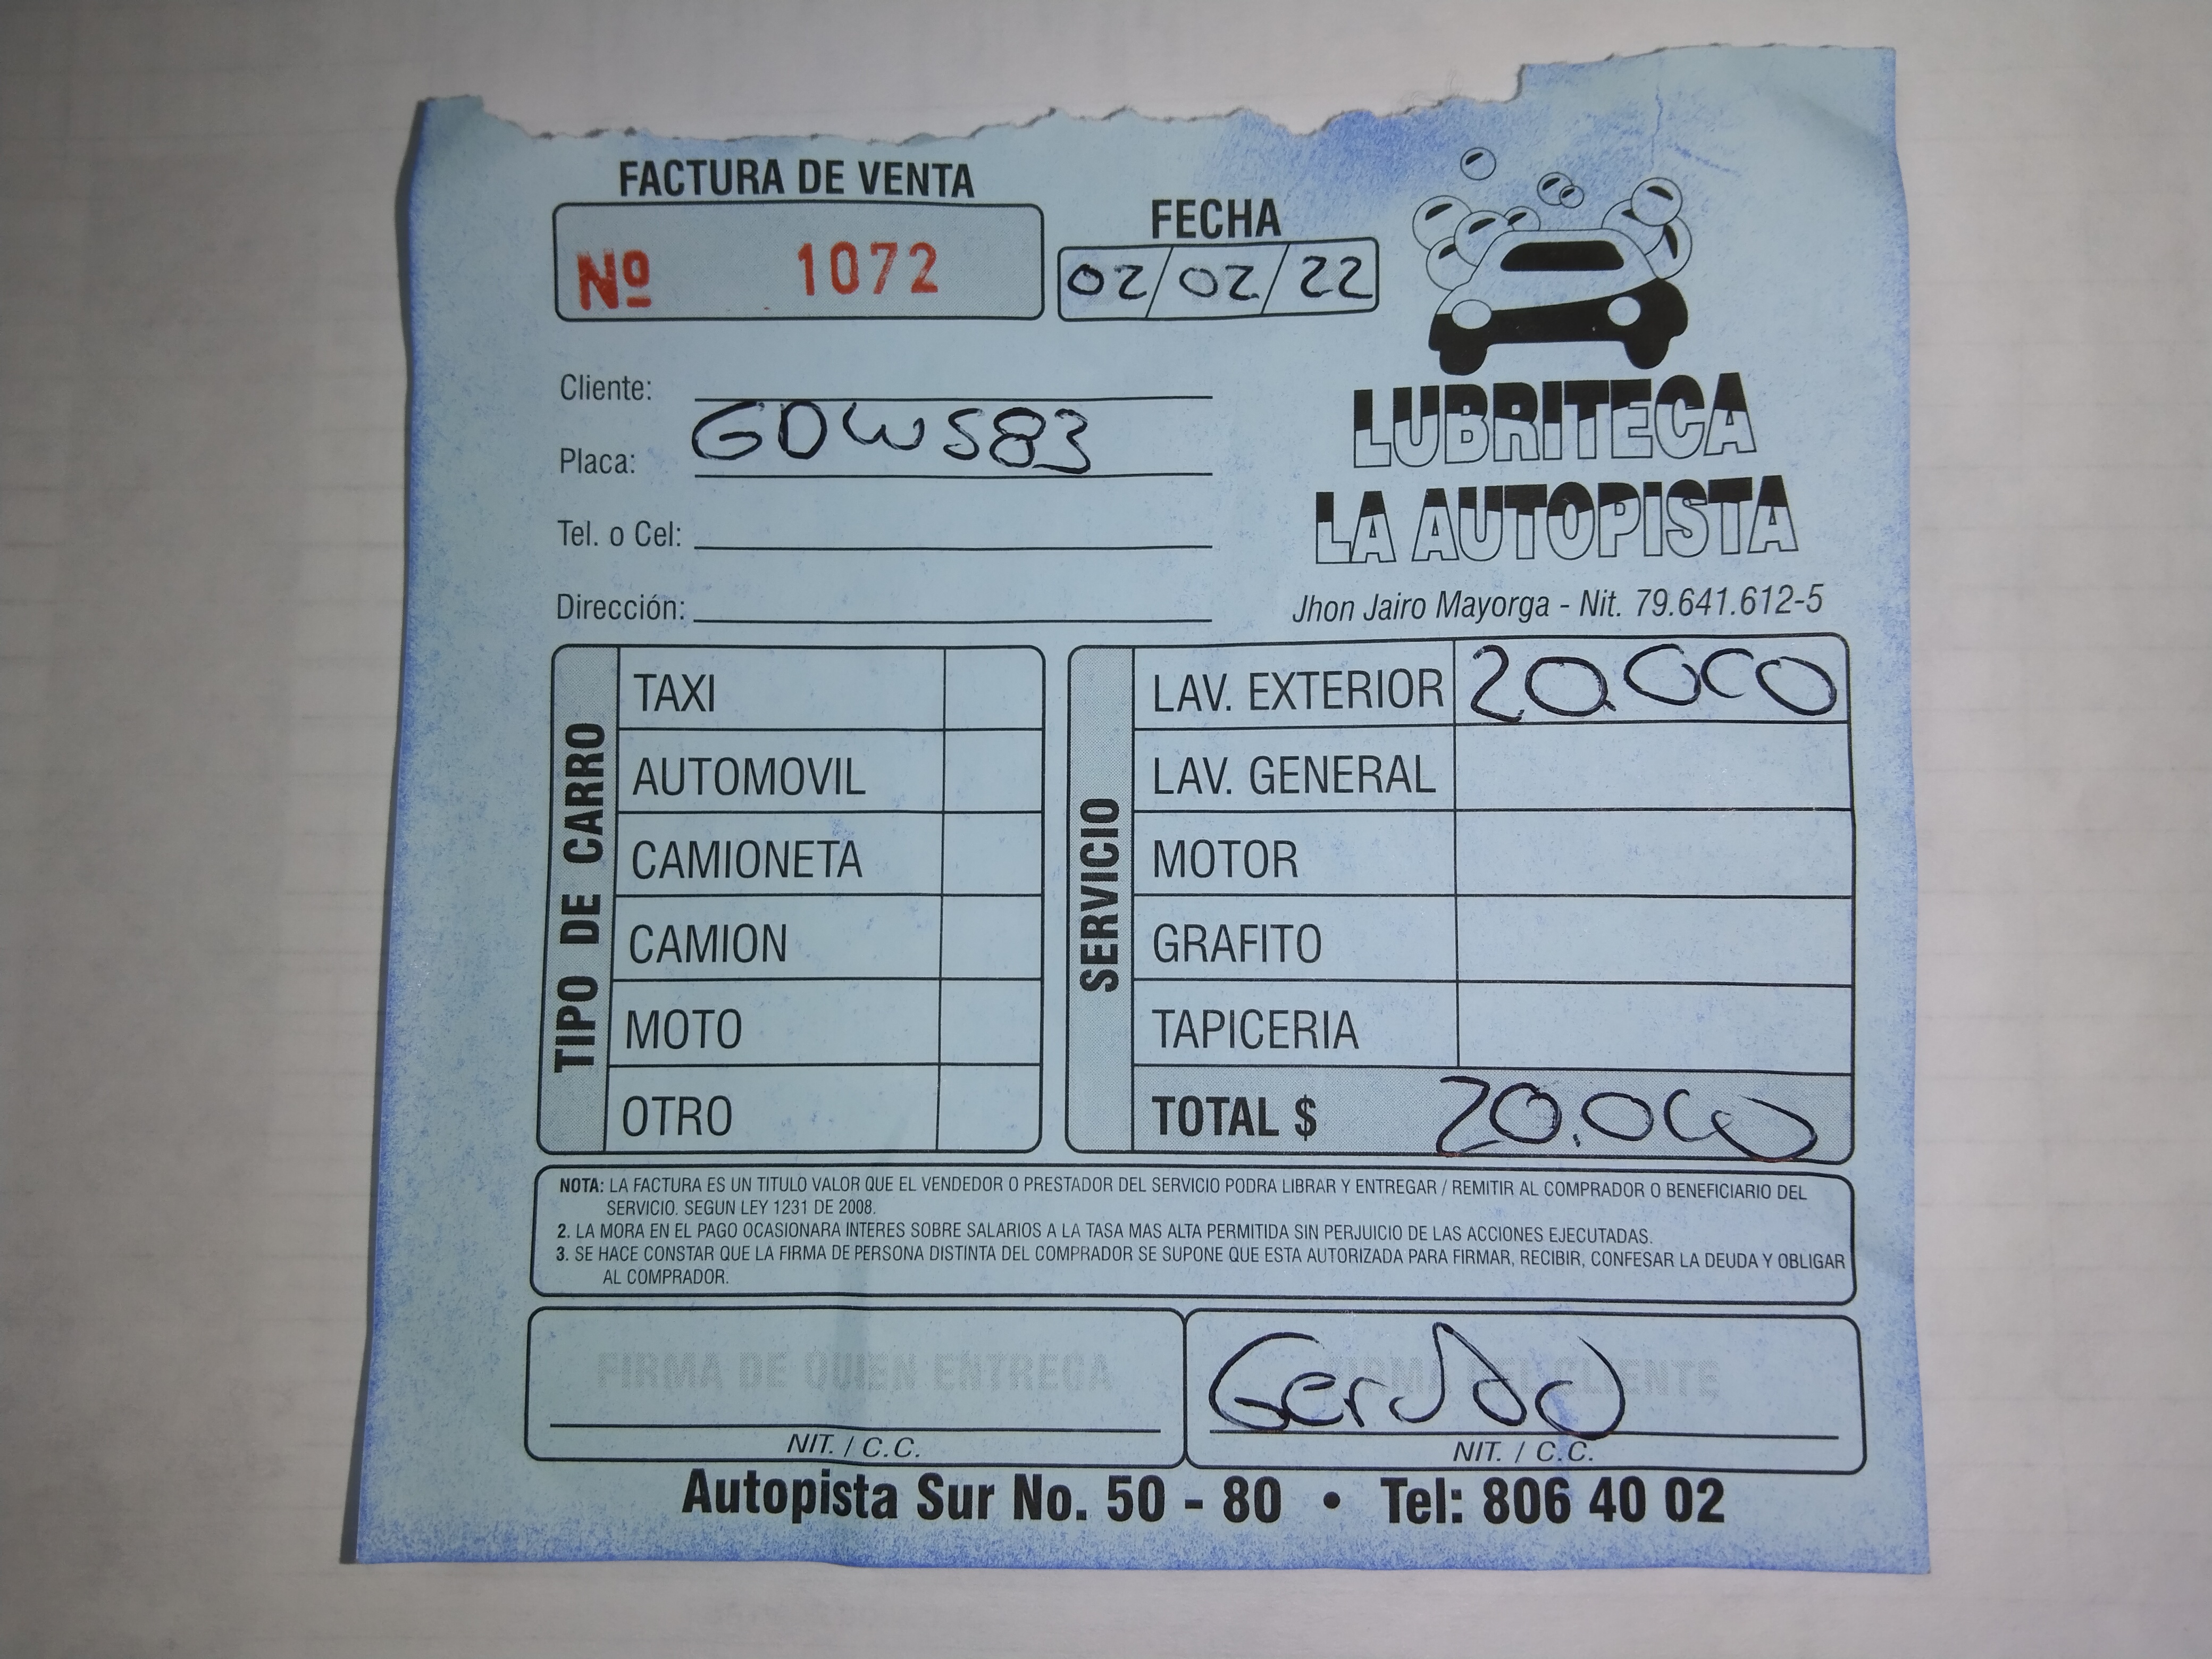 FACTURA DE VENTA
Nº 1072
FECHA
02/02/22
LUBRITECA
LA AUTOPISTA
Jhon Jairo Mayorga - Nit. 79.641.612-5
Cliente:
Placa: GDW583
Tel. o Cel:
Dirección:
TIPO DE CARRO
TAXI
AUTOMOVIL
CAMIONETA
CAMION
MOTO
OTRO
SERVICIO
LAV. EXTERIOR 20.000
LAV. GENERAL
MOTOR
GRAFITO
TAPICERIA
TOTAL $ 20.000
NOTA: LA FACTURA ES UN TITULO VALOR QUE EL VENDEDOR O PRESTADOR DEL SERVICIO PODRA LIBRAR Y ENTREGAR / REMITIR AL COMPRADOR O BENEFICIARIO DEL
SERVICIO. SEGUN LEY 1231 DE 2008.
2. LA MORA EN EL PAGO OCASIONARA INTERES SOBRE SALARIOS A LA TASA MAS ALTA PERMITIDA SIN PERJUICIO DE LAS ACCIONES EJECUTADAS.
3. SE HACE CONSTAR QUE LA FIRMA DE PERSONA DISTINTA DEL COMPRADOR SE SUPONE QUE ESTA AUTORIZADA PARA FIRMAR, RECIBIR, CONFESAR LA DEUDA Y OBLIGAR
AL COMPRADOR.
FIRMA DE QUIEN ENTREGA
NIT. / C.C.
FIRMA DEL CLIENTE
NIT. / C.C.
Autopista Sur No. 50 - 80 • Tel: 806 40 02